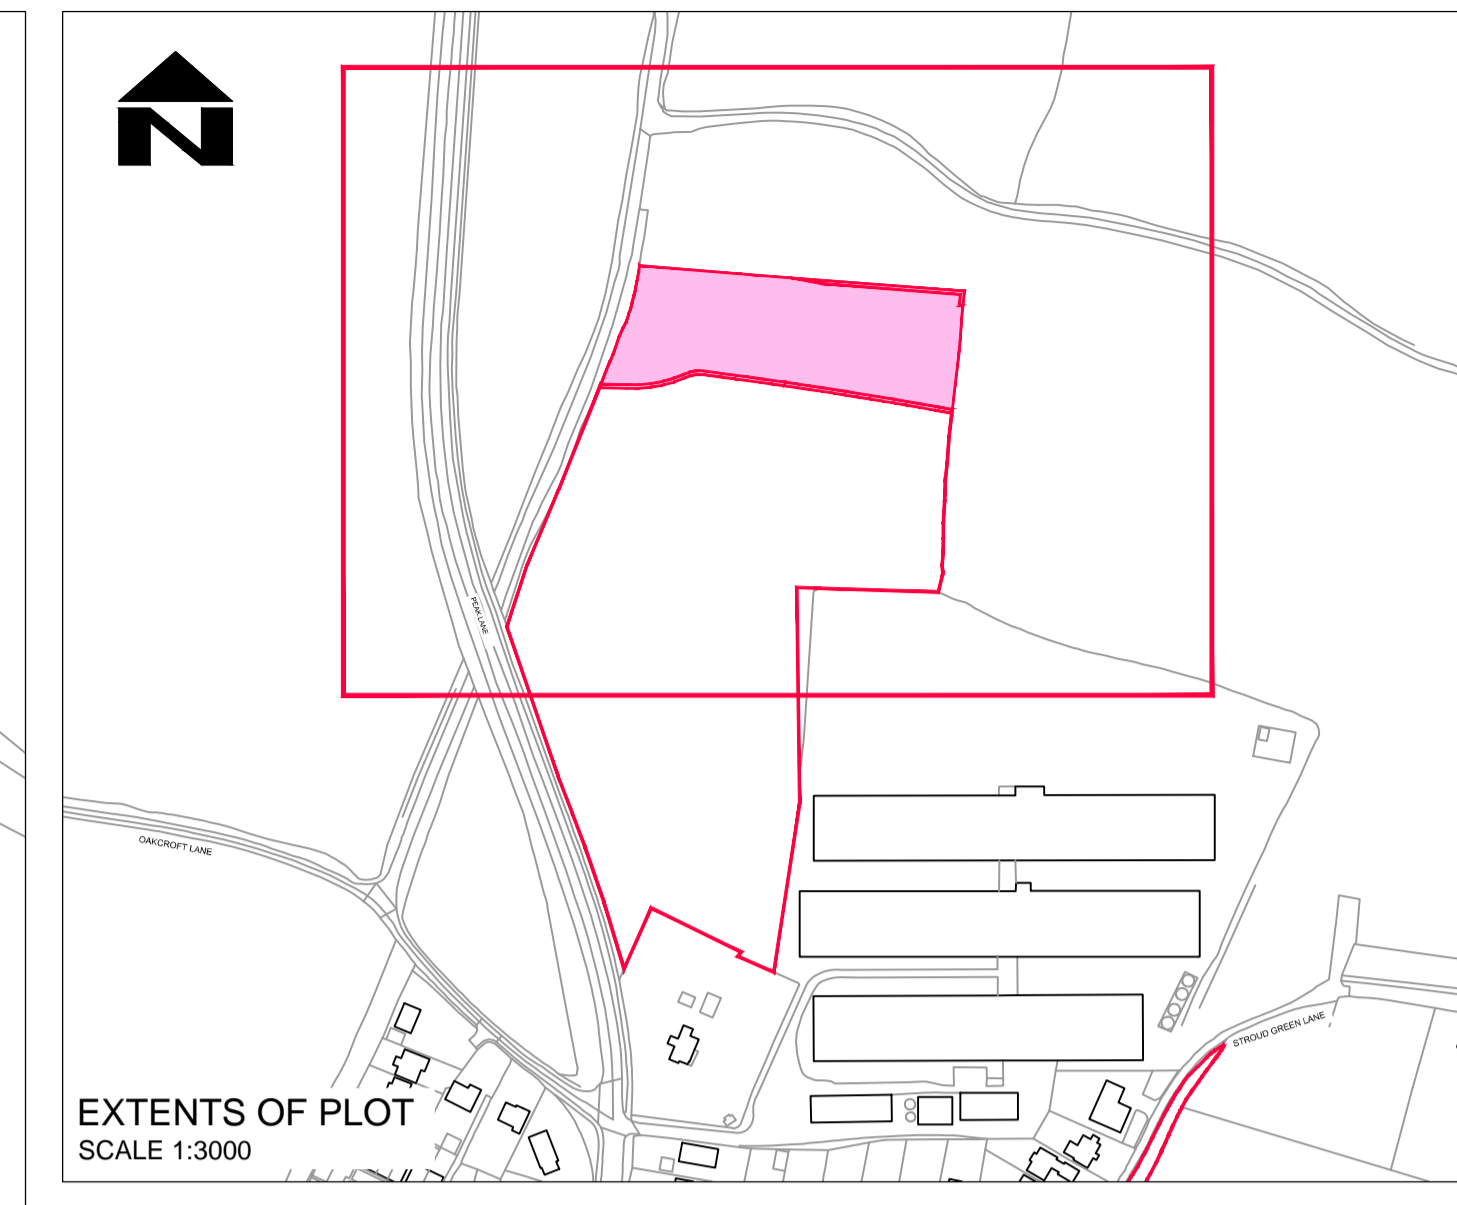 N
PEAK LANE
OAKCROFT LANE
STROUD GREEN LANE
EXTENTS OF PLOT
SCALE 1:3000